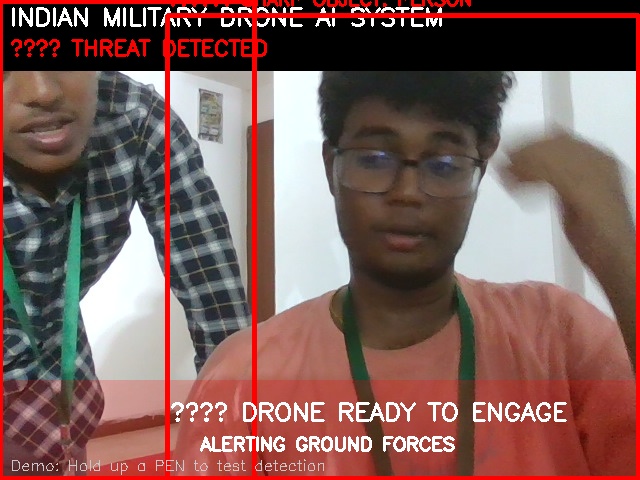 SHARP OBJECT: PERSON
INDIAN MILITARY DRONE AI SYSTEM
???? THREAT DETECTED
???? DRONE READY TO ENGAGE
ALERTING GROUND FORCES
Demo: Hold up a PEN to test detection